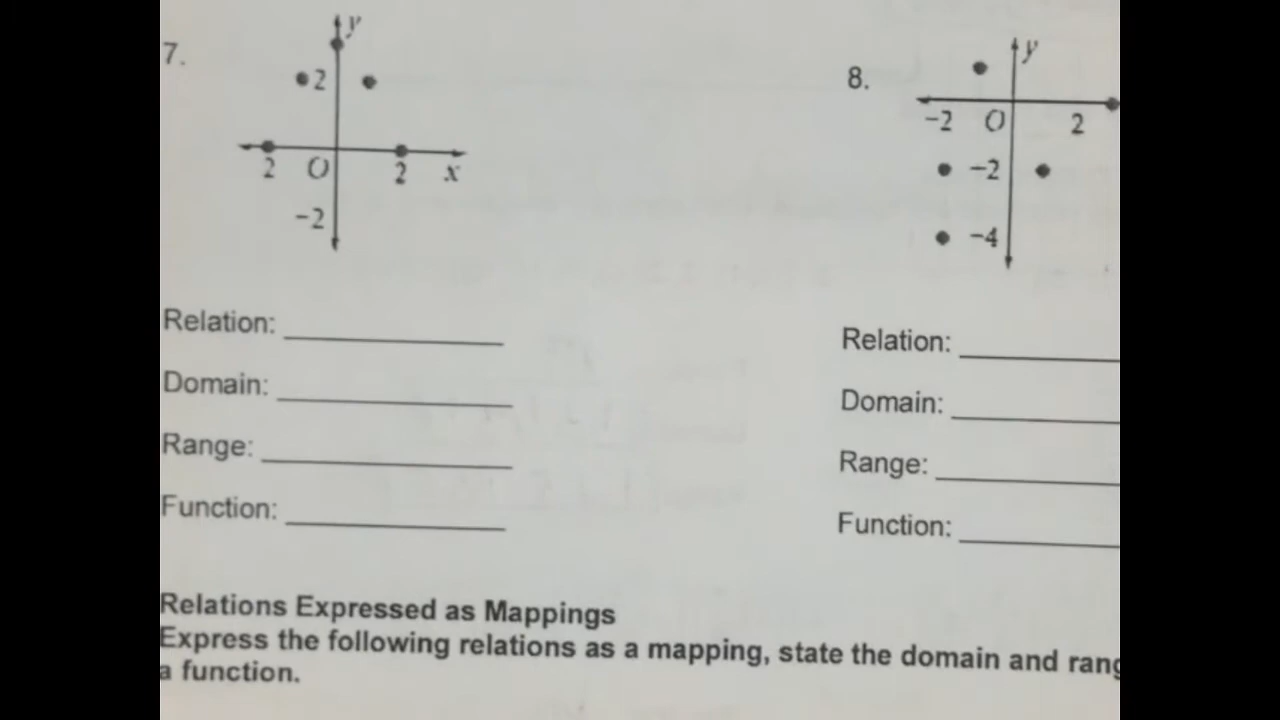 7.
y
2
2 O 2 x
-2
Relation:
Domain:
Range:
Function:
8.
y
-2 O 2
-2
-4
Relation:
Domain:
Range:
Function:
Relations Expressed as Mappings
Express the following relations as a mapping, state the domain and rang
a function.